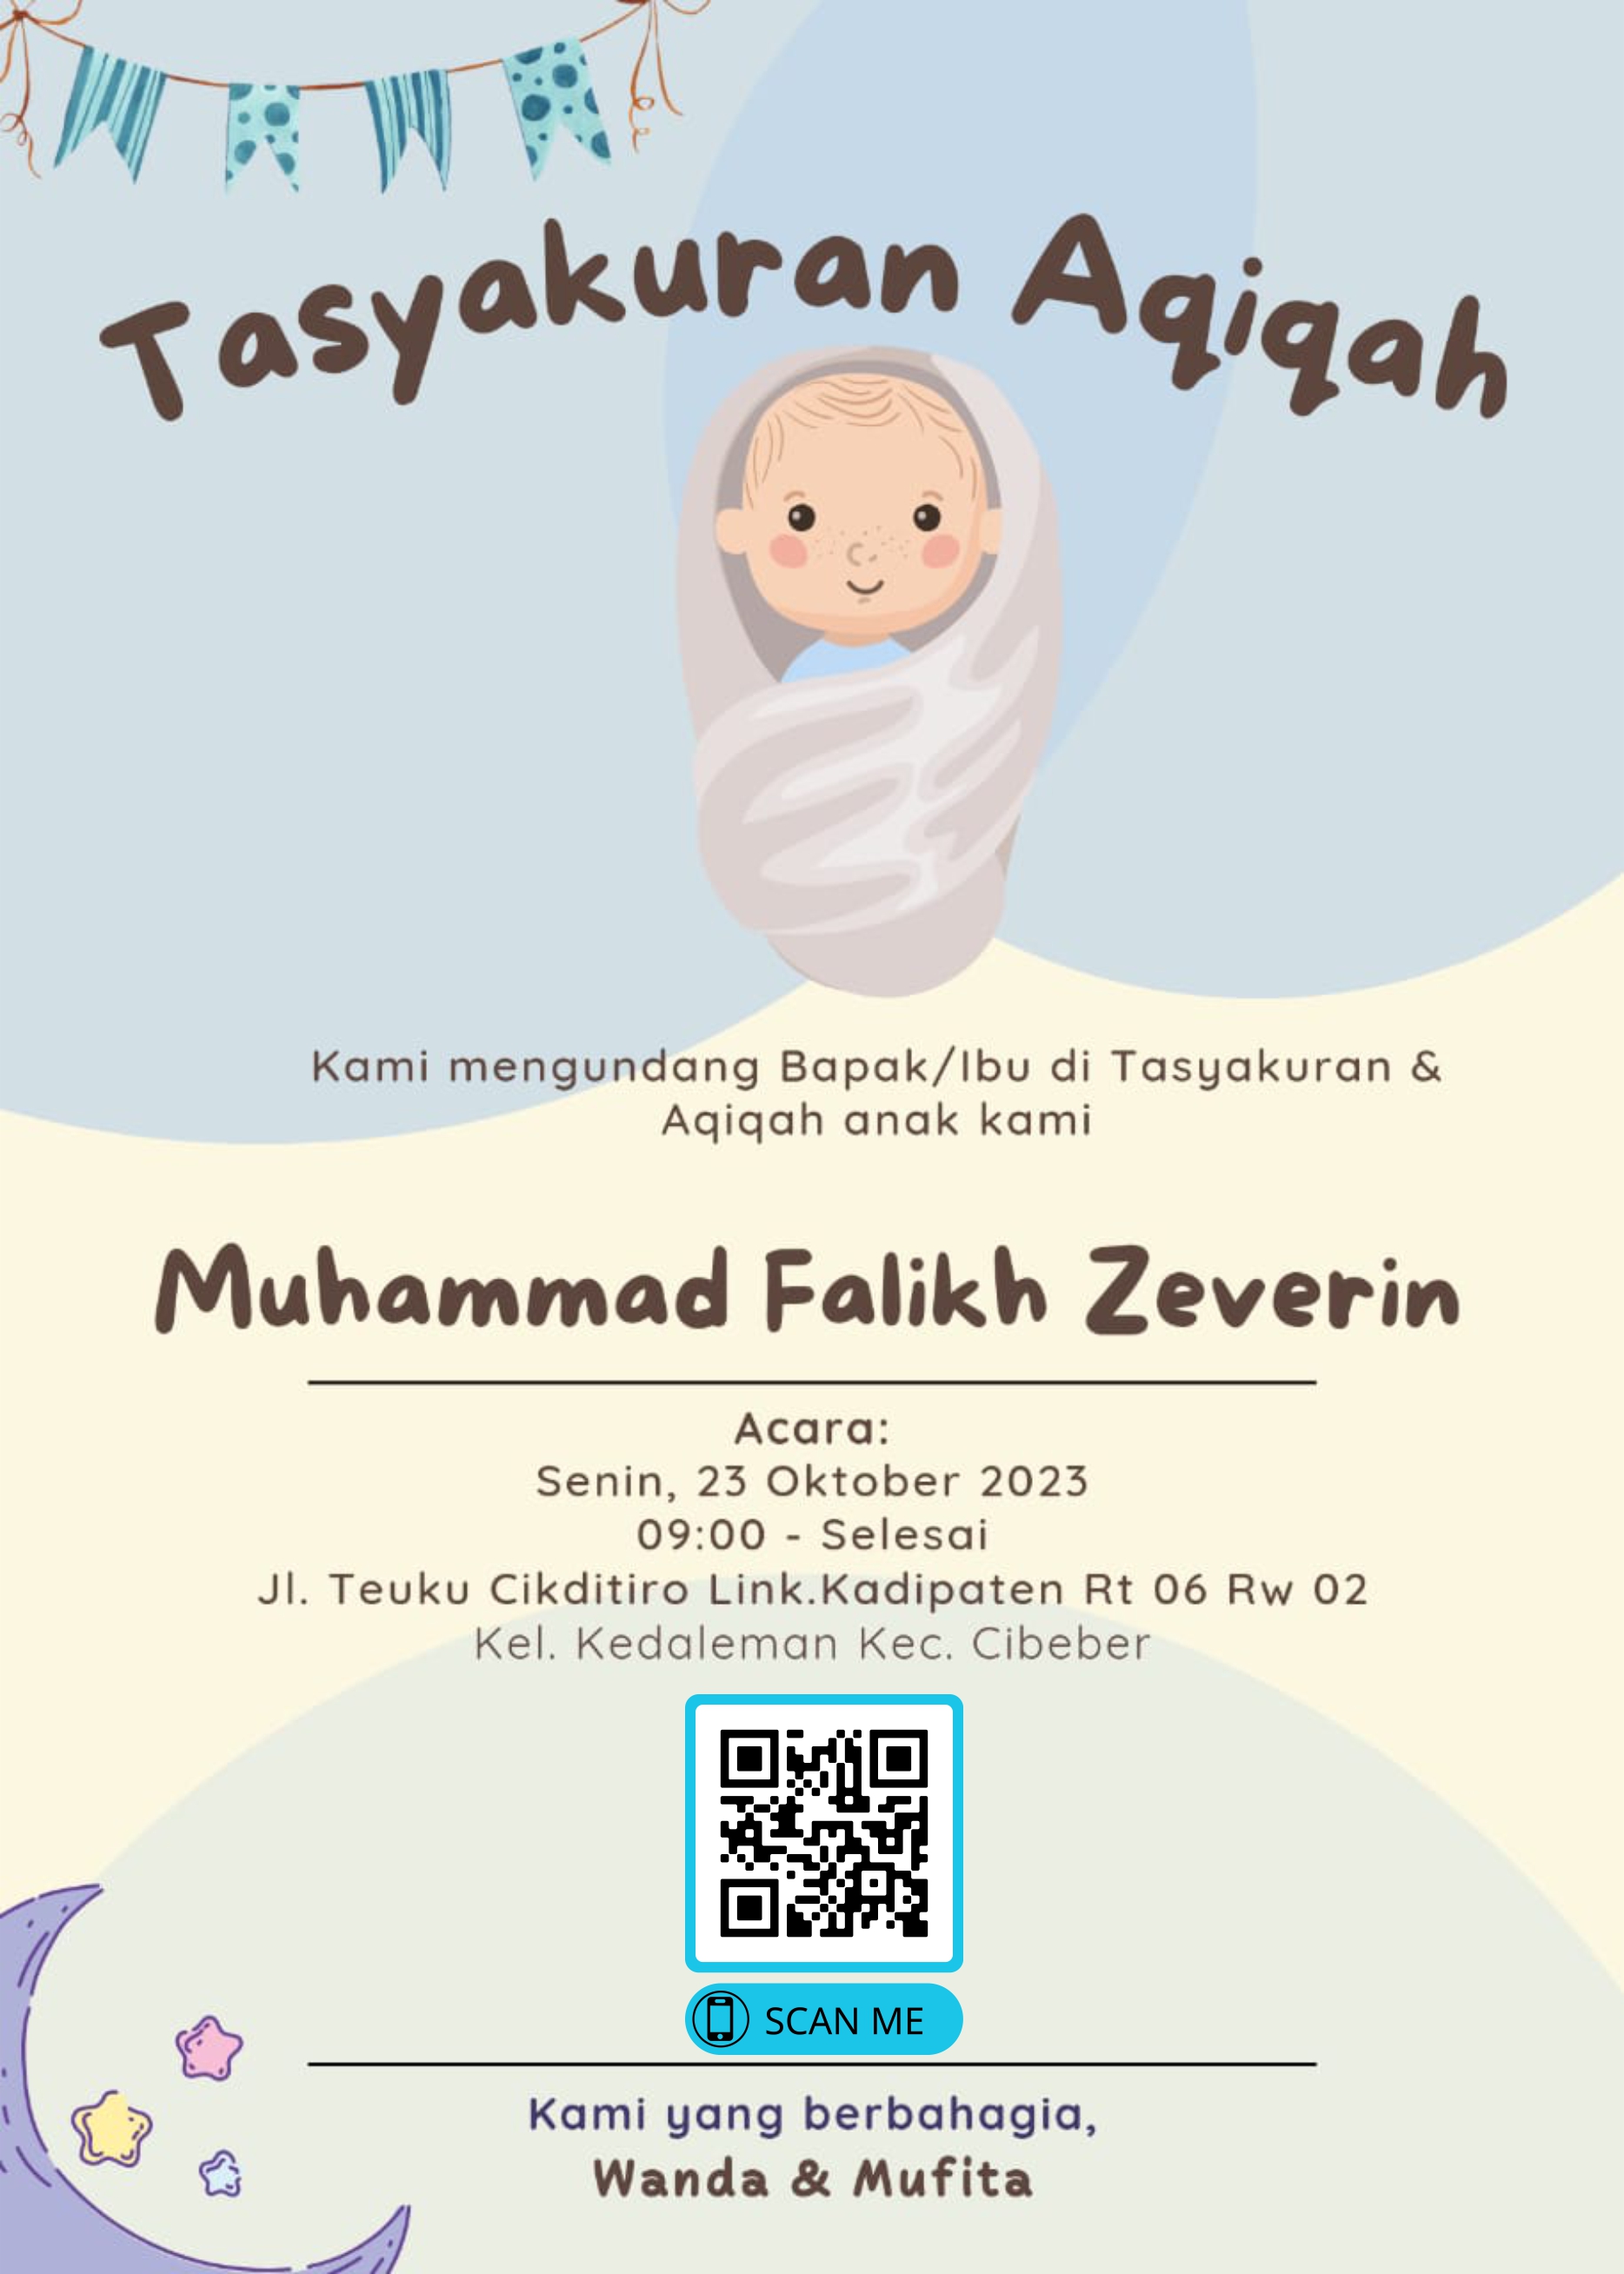 Tasyakuran Aqiqah
Kami mengundang Bapak/Ibu di Tasyakuran &
Aqiqah anak kami
Muhammad Falikh Zeverin
Acara:
Senin, 23 Oktober 2023
09:00 - Selesai
Jl. Teuku Cikditiro Link.Kadipaten Rt 06 Rw 02
Kel. Kedaleman Kec. Cibeber
SCAN ME
Kami yang berbahagia,
Wanda & Mufita